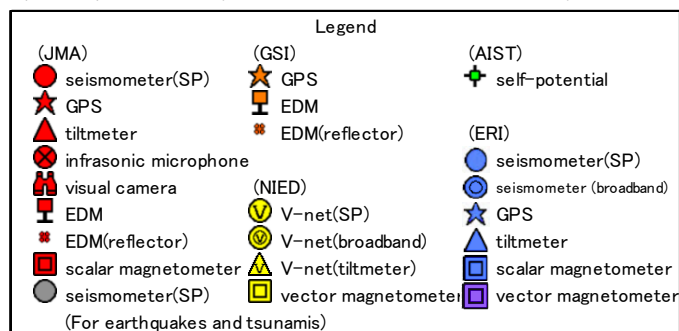 Legend
(JMA)
seismometer(SP)
GPS
tiltmeter
infrasonic microphone
visual camera
EDM
EDM(reflector)
scalar magnetometer
seismometer(SP)
(For earthquakes and tsunamis)
(GSI)
GPS
EDM
EDM(reflector)
(NIED)
V-net(SP)
V-net(broadband)
V-net(tiltmeter)
vector magnetometer
(AIST)
self-potential
(ERI)
seismometer(SP)
seismometer (broadband)
GPS
tiltmeter
scalar magnetometer
vector magnetometer